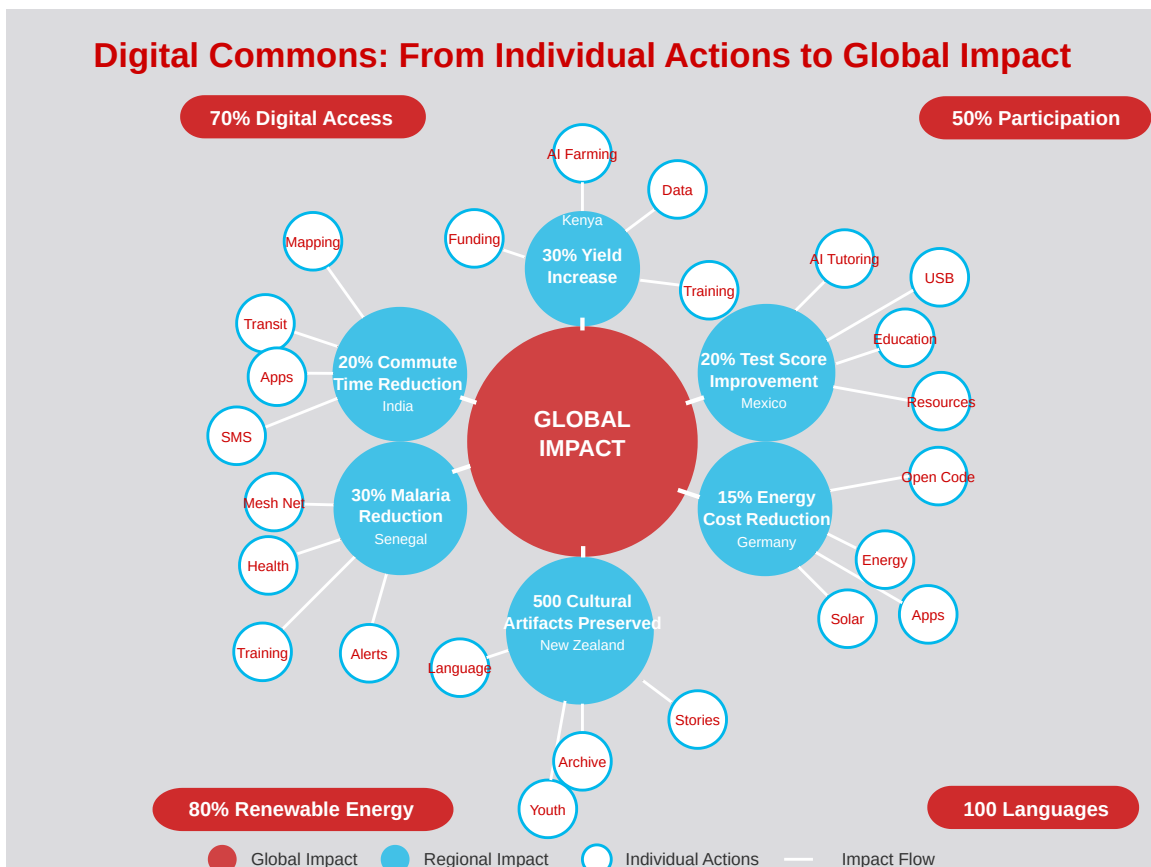 Digital Commons: From Individual Actions to Global Impact
70% Digital Access
50% Participation
AI Farming
Data
Funding
Training
Kenya
30% Yield
Increase
Mapping
Transit
Apps
SMS
20% Commute
Time Reduction
India
AI Tutoring
USB
Education
Resources
20% Test Score
Improvement
Mexico
GLOBAL
IMPACT
Mesh Net
Health
Training
Alerts
30% Malaria
Reduction
Senegal
Open Code
Energy
Apps
Solar
15% Energy
Cost Reduction
Germany
500 Cultural
Artifacts Preserved
New Zealand
Language
Stories
Archive
Youth
80% Renewable Energy
100 Languages
Global Impact
Regional Impact
Individual Actions
Impact Flow